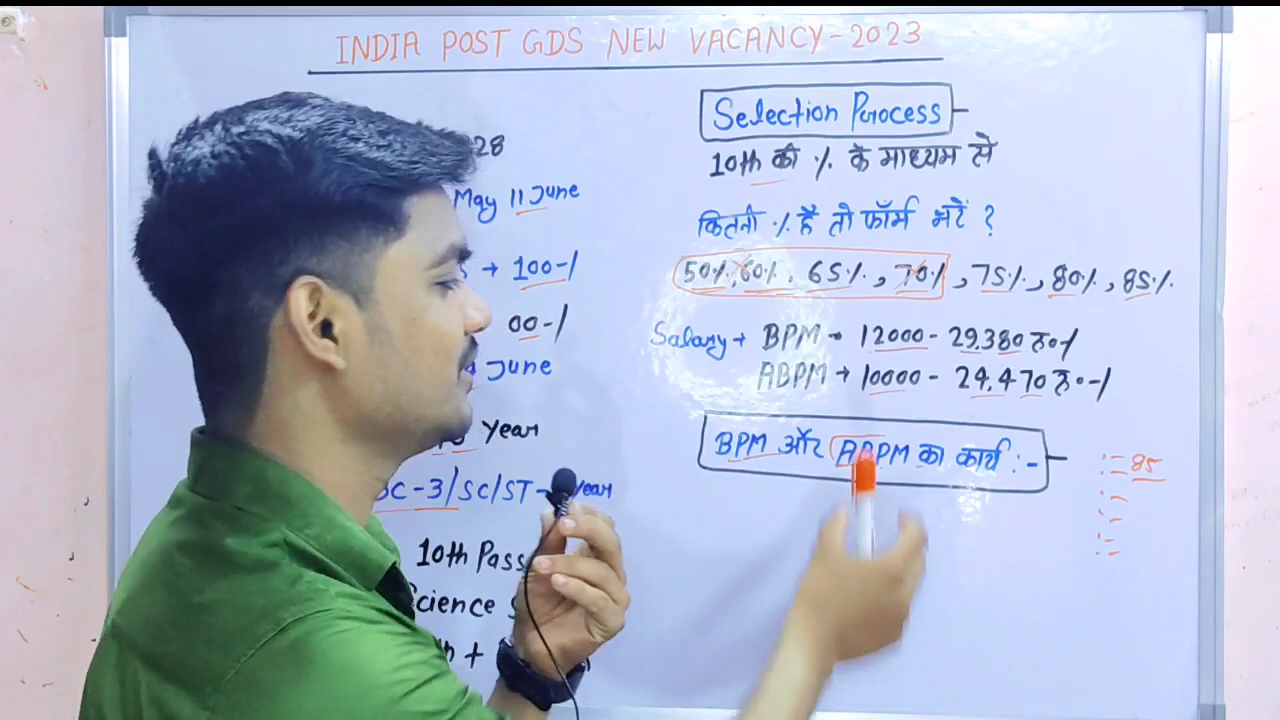 INDIA POST GDS NEW VACANCY-2023
28
May 11 June
→ 100-/
00-/
June
Year
C-3/SC/ST- Year
10th Pass
cience
+
Selection Process
10th की % के माध्यम से
कितनी % है तो फॉर्म भरें ?
50%, 60%, 65%, 70%, 75%, 80%, 85%.
Salary → BPM → 12000 - 29,380 रु०-/
ABPM → 10000 - 24,470 रु०-/
BPM और ABPM का कार्य :-
85